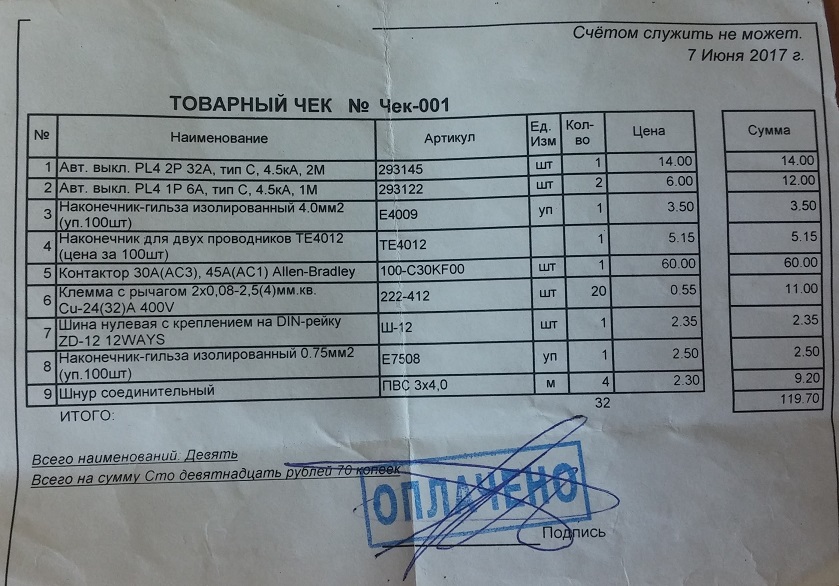 Счётом служить не может.
7 Июня 2017 г.
ТОВАРНЫЙ ЧЕК № Чек-001
№ Наименование Артикул Ед. Изм Кол-во Цена Сумма
1 Авт. выкл. PL4 2P 32A, тип С, 4.5кА, 2М 293145 шт 1 14.00 14.00
2 Авт. выкл. PL4 1P 6A, тип С, 4.5кА, 1М 293122 шт 2 6.00 12.00
3 Наконечник-гильза изолированный 4.0мм2 (уп.100шт) E4009 уп 1 3.50 3.50
4 Наконечник для двух проводников ТЕ4012 (цена за 100шт) TE4012 1 5.15 5.15
5 Контактор 30А(АС3), 45А(АС1) Allen-Bradley 100-C30KF00 шт 1 60.00 60.00
6 Клемма с рычагом 2х0,08-2,5(4)мм.кв. Cu-24(32)А 400V 222-412 шт 20 0.55 11.00
7 Шина нулевая с креплением на DIN-рейку ZD-12 12WAYS Ш-12 шт 1 2.35 2.35
8 Наконечник-гильза изолированный 0.75мм2 (уп.100шт) E7508 уп 1 2.50 2.50
9 Шнур соединительный ПВС 3х4,0 м 4 2.30 9.20
ИТОГО: 32 119.70
Всего наименований: Девять
Всего на сумму Сто девятнадцать рублей 70 копеек
ОПЛАЧЕНО
Подпись